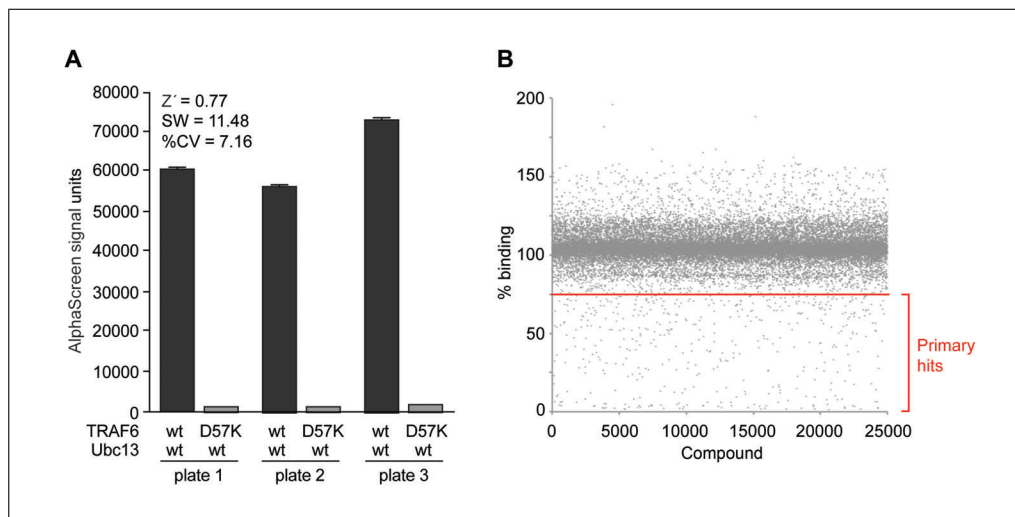 A
Z´ = 0.77
SW = 11.48
%CV = 7.16
AlphaScreen signal units
80000
70000
60000
50000
40000
30000
20000
10000
0
TRAF6 wt D57K wt D57K wt D57K
Ubc13 wt wt wt wt wt wt
plate 1 plate 2 plate 3
B
% binding
200
150
100
50
0
0 5000 10000 15000 20000 25000
Compound
Primary
hits